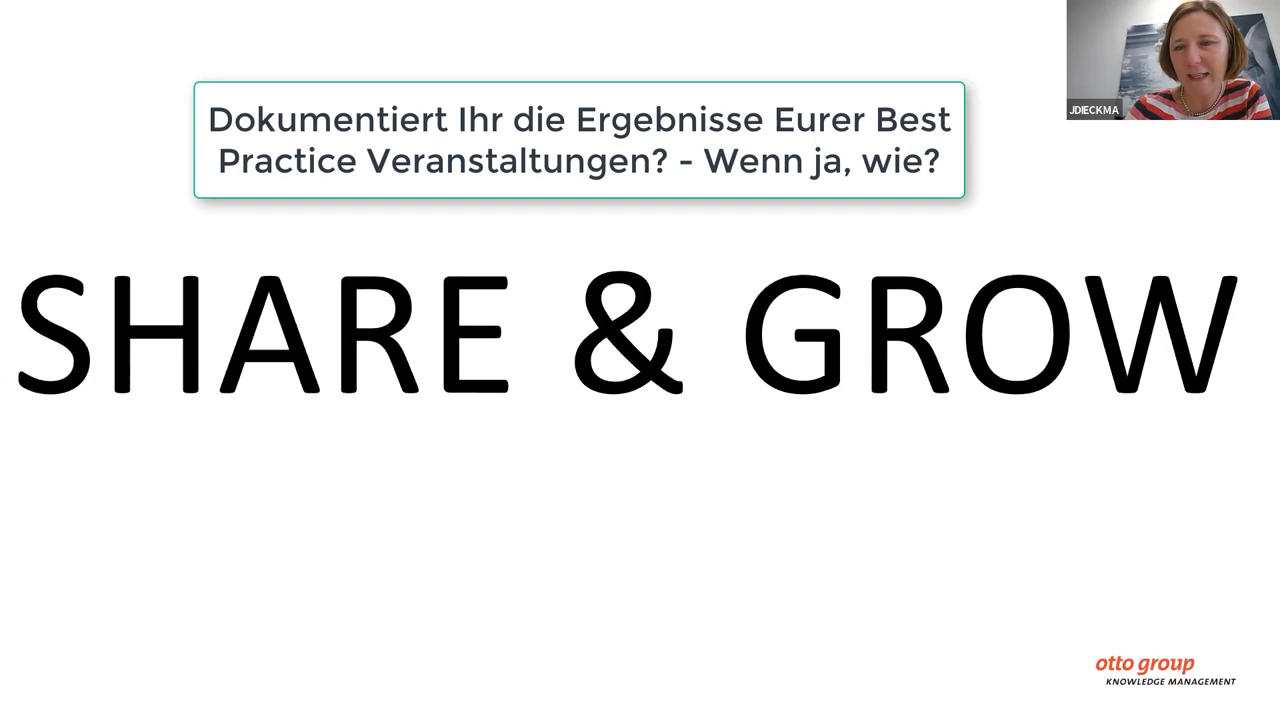 JDIECKMA
Dokumentiert Ihr die Ergebnisse Eurer Best
Practice Veranstaltungen? - Wenn ja, wie?
SHARE & GROW
otto group
KNOWLEDGE MANAGEMENT